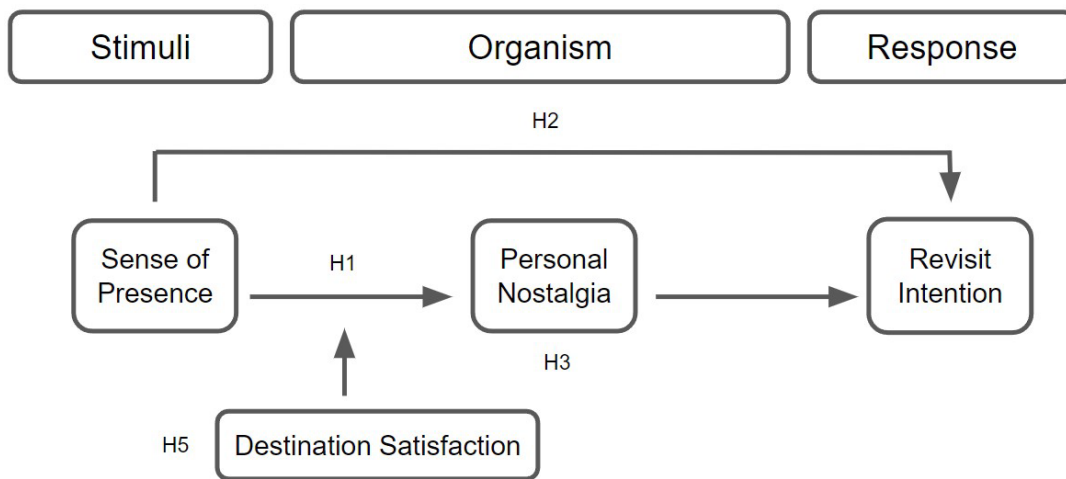 Stimuli
Organism
Response
H2
Sense of
Presence
H1
Personal
Nostalgia
Revisit
Intention
H3
H5
Destination Satisfaction